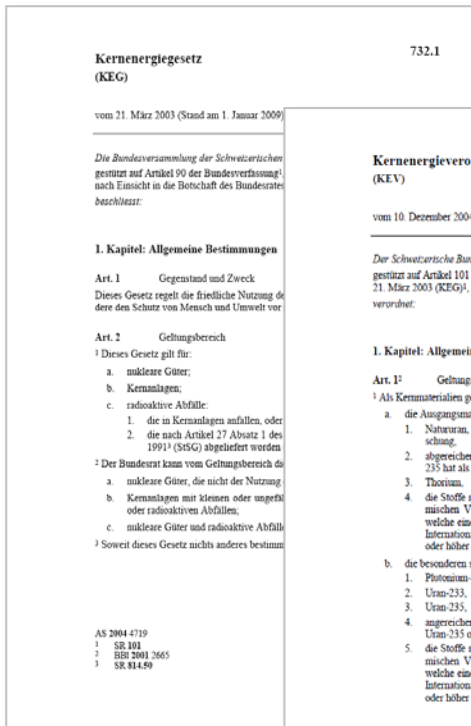 Kernenergiegesetz
(KEG)
vom 21. März 2003 (Stand am 1. Januar 2009)
Die Bundesversammlung der Schweizerischen
gestützt auf Artikel 90 der Bundesverfassung¹,
nach Einsicht in die Botschaft des Bundesrates
beschliesst:
1. Kapitel: Allgemeine Bestimmungen
Art. 1 Gegenstand und Zweck
Dieses Gesetz regelt die friedliche Nutzung de
dere den Schutz von Mensch und Umwelt vor
Art. 2 Geltungsbereich
¹ Dieses Gesetz gilt für:
a. nukleare Güter;
b. Kernanlagen;
c. radioaktive Abfälle:
1. die in Kernanlagen anfallen, oder
2. die nach Artikel 27 Absatz 1 des
1991³ (StSG) abgeliefert worden
² Der Bundesrat kann vom Geltungsbereich da
a. nukleare Güter, die nicht der Nutzung
b. Kernanlagen mit kleinen oder ungefäh
oder radioaktiven Abfällen;
c. nukleare Güter und radioaktive Abfälle
³ Soweit dieses Gesetz nichts anderes bestimm
AS 2004 4719
1 SR 101
2 BBl 2001 2665
3 SR 814.50
732.1
Kernenergievero
(KEV)
vom 10. Dezember 2004
Der Schweizerische Bun
gestützt auf Artikel 101
21. März 2003 (KEG)¹,
verordnet:
1. Kapitel: Allgemein
Art. 1² Geltung
¹ Als Kernmaterialien ge
a. die Ausgangsma
1. Natururan,
schung,
2. abgereicher
235 hat als
3. Thorium,
4. die Stoffe n
mischen V
welche ein
Internation
oder höher
b. die besonderen s
1. Plutonium-
2. Uran-233,
3. Uran-235,
4. angereicher
Uran-235 o
5. die Stoffe n
mischen V
welche ein
Internation
oder höher